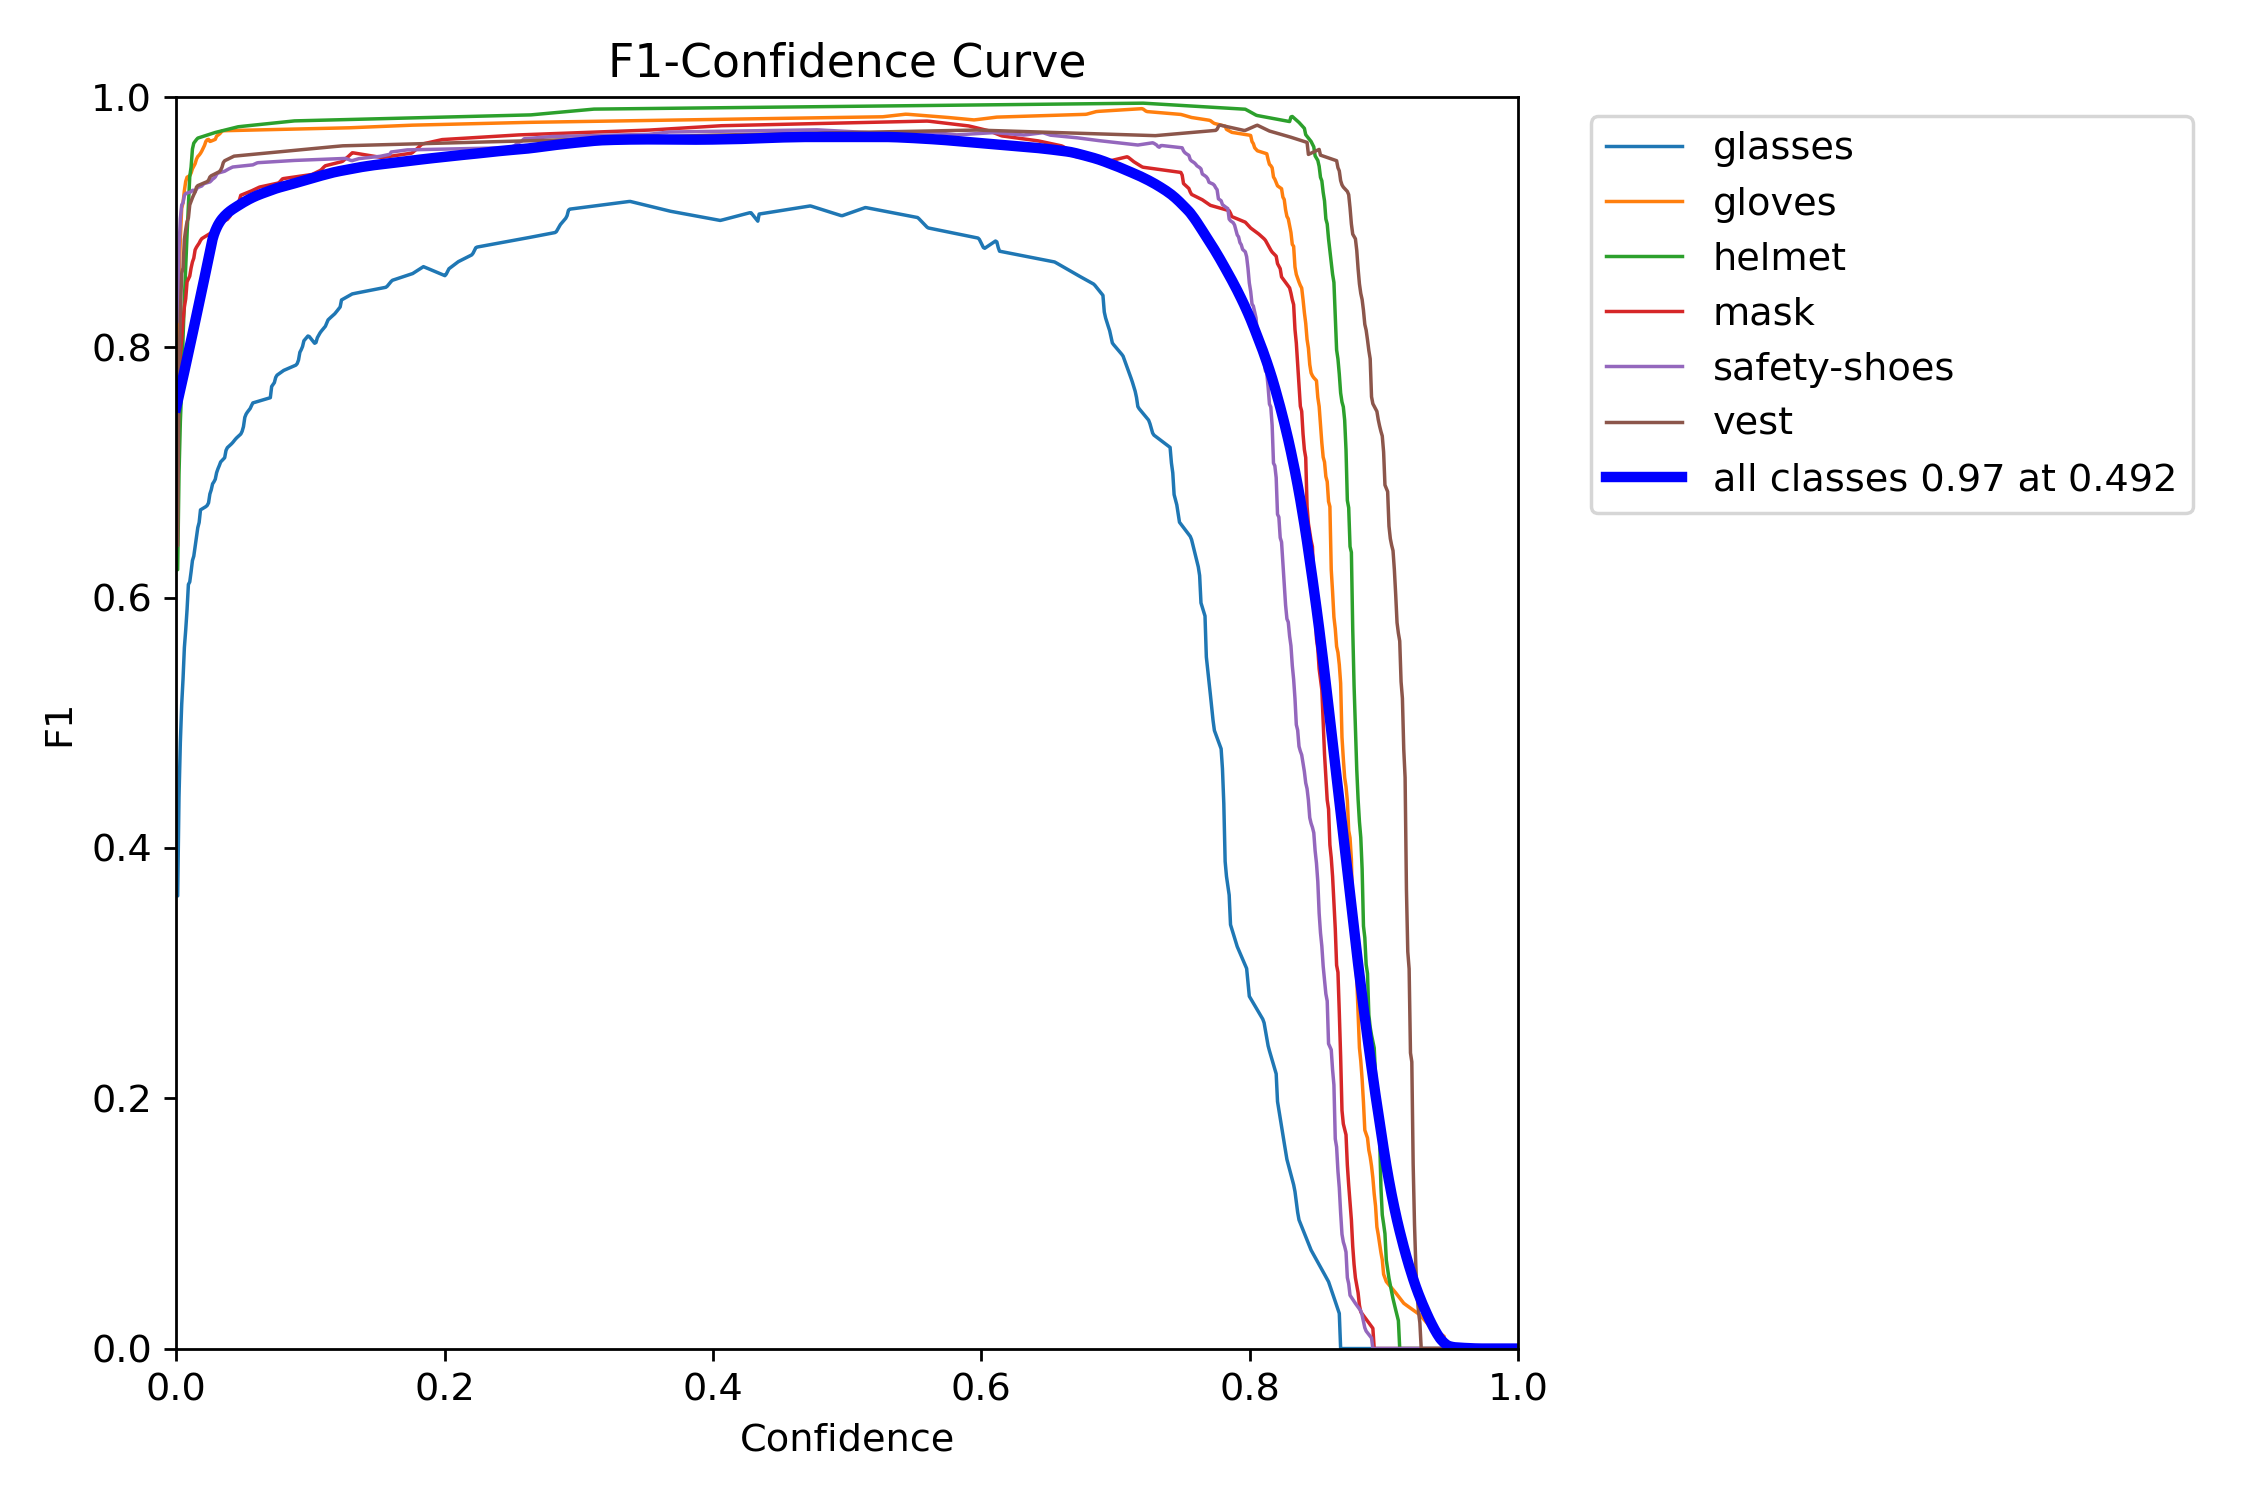 F1-Confidence Curve
1.0
0.8
0.6
0.4
0.2
0.0
F1
0.0 0.2 0.4 0.6 0.8 1.0
Confidence
glasses
gloves
helmet
mask
safety-shoes
vest
all classes 0.97 at 0.492